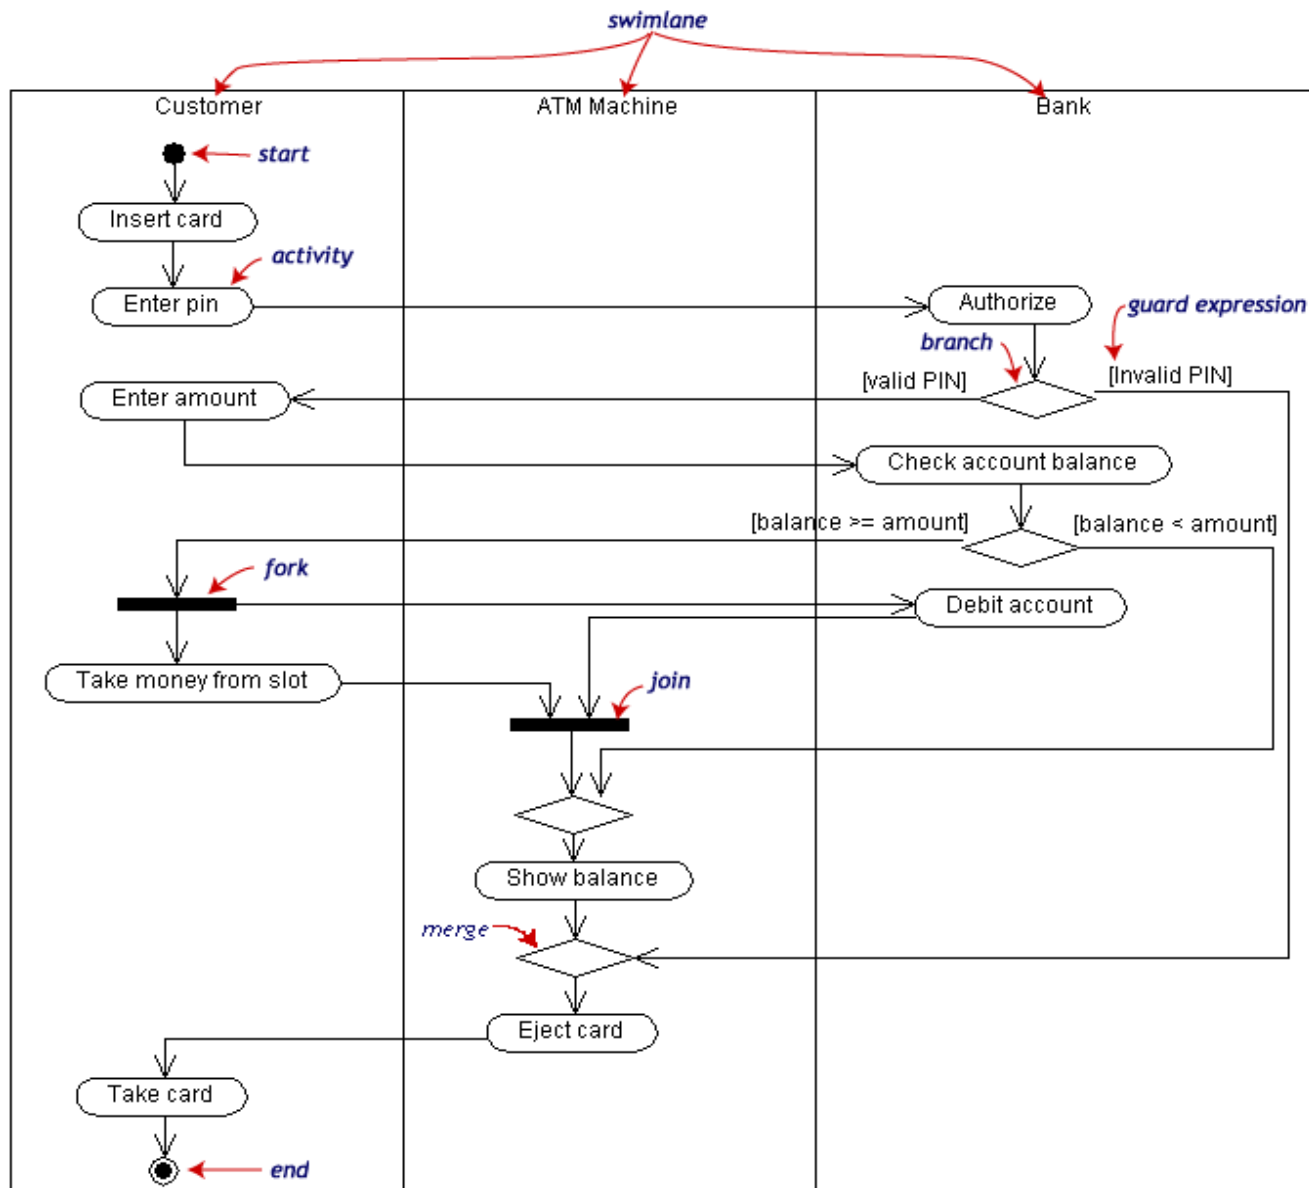 swimlane
Customer
ATM Machine
Bank
start
Insert card
activity
Enter pin
Authorize
guard expression
branch
[valid PIN]
[Invalid PIN]
Enter amount
Check account balance
[balance >= amount]
[balance < amount]
fork
Debit account
Take money from slot
join
Show balance
merge
Eject card
Take card
end